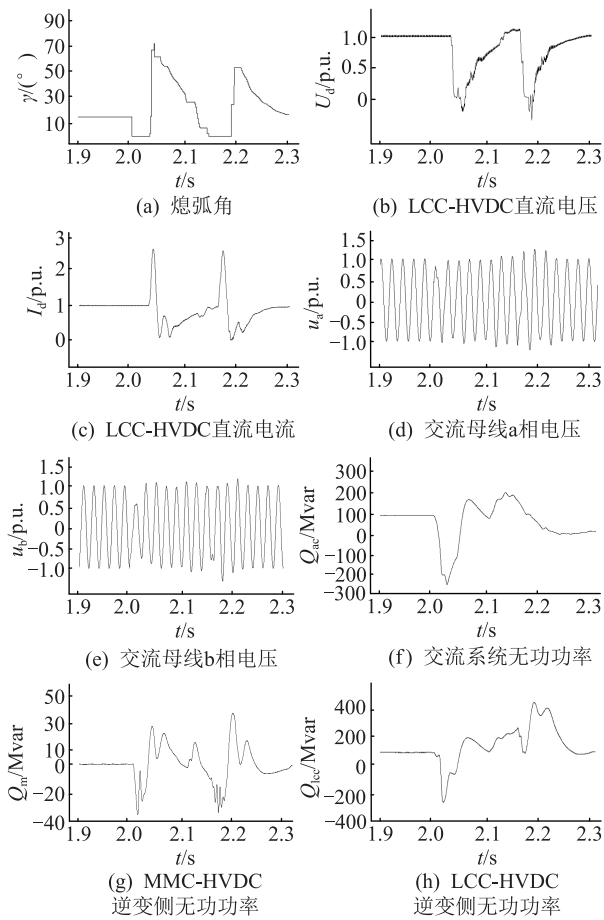 90
70
50
30
10
γ/(°)
1.9 2.0 2.1 2.2 2.3
t/s
(a) 熄弧角
1.0
0.5
0
U_d/p.u.
1.9 2.0 2.1 2.2 2.3
t/s
(b) LCC-HVDC直流电压
3
2
1
0
I_d/p.u.
1.9 2.0 2.1 2.2 2.3
t/s
(c) LCC-HVDC直流电流
1.5
1.0
0.5
0
−0.5
−1.0
u_a/p.u.
1.9 2.0 2.1 2.2 2.3
t/s
(d) 交流母线a相电压
1.5
1.0
0.5
0
−0.5
−1.0
u_b/p.u.
1.9 2.0 2.1 2.2 2.3
t/s
(e) 交流母线b相电压
300
200
100
0
−100
−200
−300
Q_ac/Mvar
1.9 2.0 2.1 2.2 2.3
t/s
(f) 交流系统无功功率
50
30
10
0
−20
−40
Q_m/Mvar
1.9 2.0 2.1 2.2 2.3
t/s
(g) MMC-HVDC
逆变侧无功功率
400
200
0
−200
−400
Q_lcc/Mvar
1.9 2.0 2.1 2.2 2.3
t/s
(h) LCC-HVDC
逆变侧无功功率